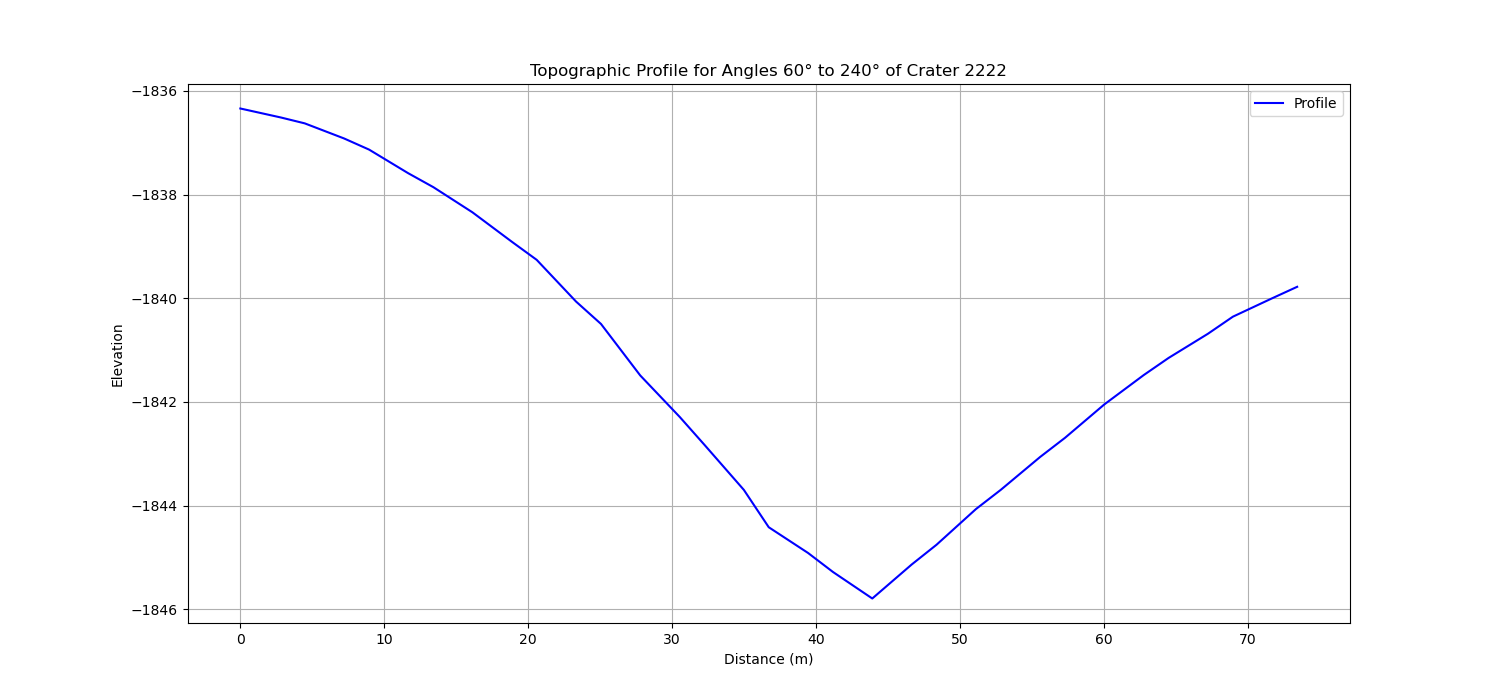 Topographic Profile for Angles 60° to 240° of Crater 2222
Profile
−1836
−1838
−1840
−1842
−1844
−1846
Elevation
0 10 20 30 40 50 60 70
Distance (m)